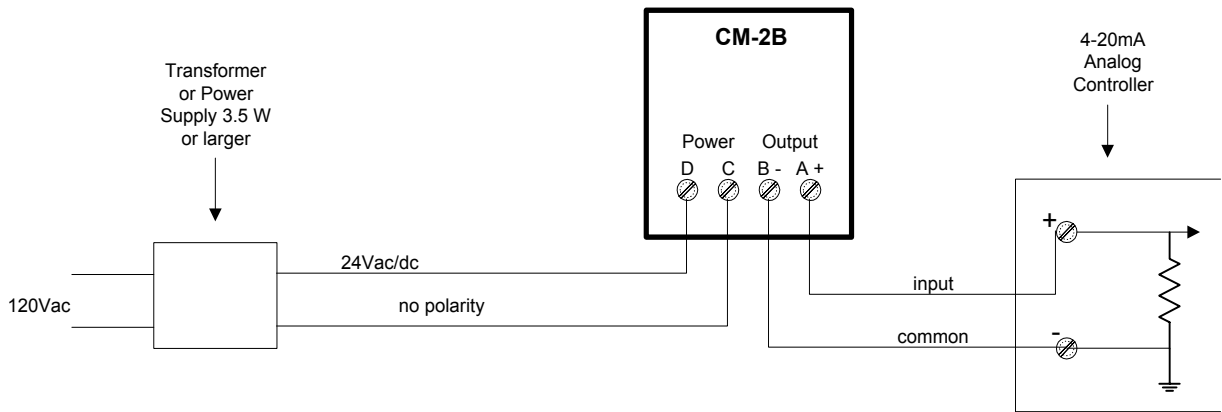 CM-2B
4-20mA
Analog
Controller
Transformer
or Power
Supply 3.5 W
or larger
Power Output
D C B - A +
+
24Vac/dc
input
120Vac
no polarity
common
-